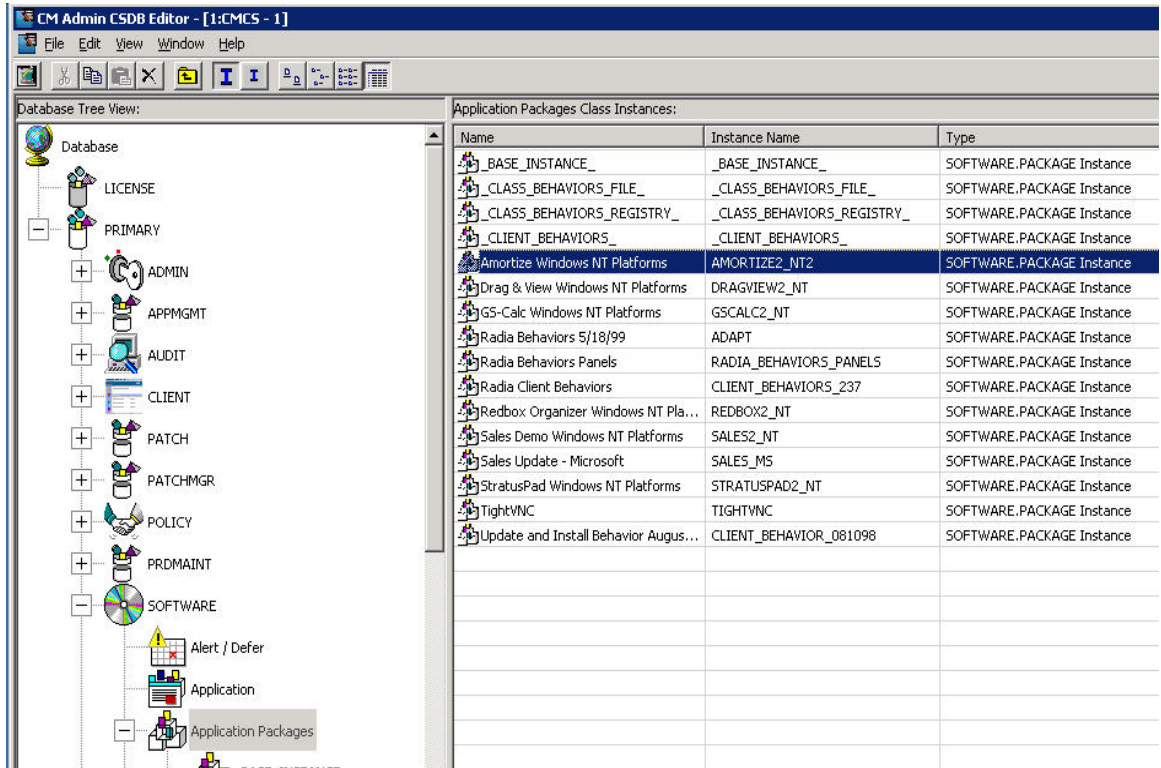 CM Admin CSDB Editor - [1:CMCS - 1]
File Edit View Window Help
Database Tree View:
Database
LICENSE
PRIMARY
ADMIN
APPMGMT
AUDIT
CLIENT
PATCH
PATCHMGR
POLICY
PRDMAINT
SOFTWARE
Alert / Defer
Application
Application Packages
Application Packages Class Instances:
Name Instance Name Type
_BASE_INSTANCE_ _BASE_INSTANCE_ SOFTWARE.PACKAGE Instance
_CLASS_BEHAVIORS_FILE_ _CLASS_BEHAVIORS_FILE_ SOFTWARE.PACKAGE Instance
_CLASS_BEHAVIORS_REGISTRY_ _CLASS_BEHAVIORS_REGISTRY_ SOFTWARE.PACKAGE Instance
_CLIENT_BEHAVIORS_ _CLIENT_BEHAVIORS_ SOFTWARE.PACKAGE Instance
Amortize Windows NT Platforms AMORTIZE2_NT2 SOFTWARE.PACKAGE Instance
Drag & View Windows NT Platforms DRAGVIEW2_NT SOFTWARE.PACKAGE Instance
GS-Calc Windows NT Platforms GSCALC2_NT SOFTWARE.PACKAGE Instance
Radia Behaviors 5/18/99 ADAPT SOFTWARE.PACKAGE Instance
Radia Behaviors Panels RADIA_BEHAVIORS_PANELS SOFTWARE.PACKAGE Instance
Radia Client Behaviors CLIENT_BEHAVIORS_237 SOFTWARE.PACKAGE Instance
Redbox Organizer Windows NT Pla... REDBOX2_NT SOFTWARE.PACKAGE Instance
Sales Demo Windows NT Platforms SALES2_NT SOFTWARE.PACKAGE Instance
Sales Update - Microsoft SALES_MS SOFTWARE.PACKAGE Instance
StratusPad Windows NT Platforms STRATUSPAD2_NT SOFTWARE.PACKAGE Instance
TightVNC TIGHTVNC SOFTWARE.PACKAGE Instance
Update and Install Behavior Augus... CLIENT_BEHAVIOR_081098 SOFTWARE.PACKAGE Instance